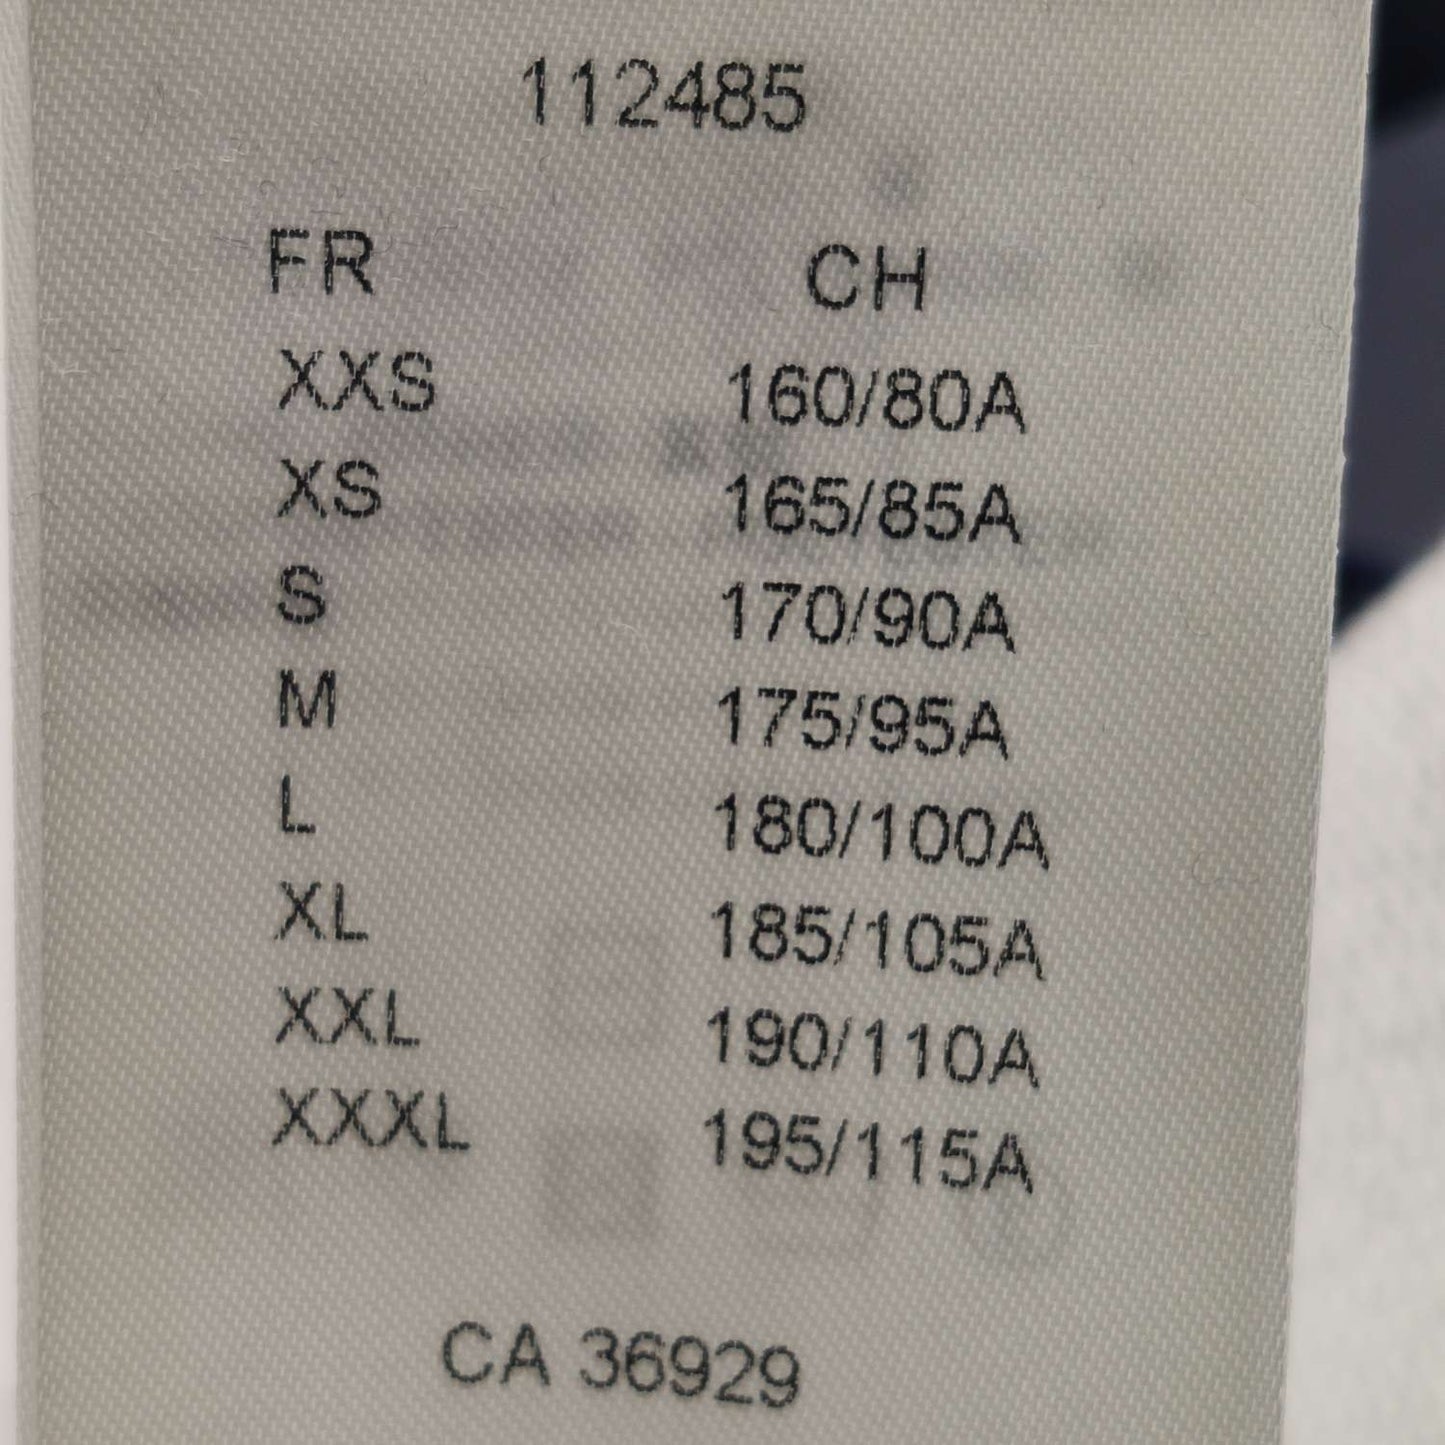 112485
FR CH
XXS 160/80A
XS 165/85A
S 170/90A
M 175/95A
L 180/100A
XL 185/105A
XXL 190/110A
XXXL 195/115A
CA 36929